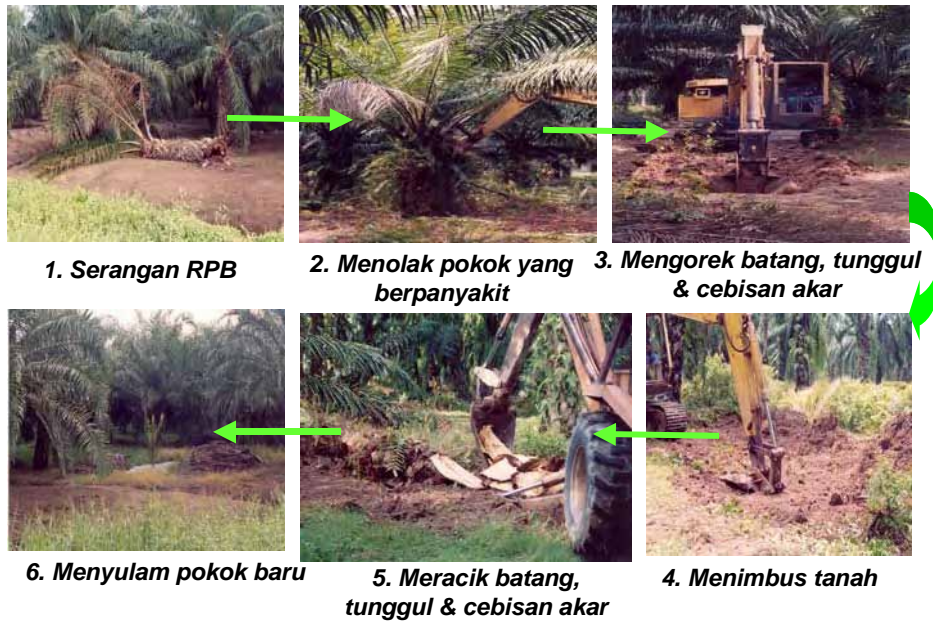 1. Serangan RPB
2. Menolak pokok yang
berpanyakit
3. Mengorek batang, tunggul
& cebisan akar
6. Menyulam pokok baru
5. Meracik batang,
tunggul & cebisan akar
4. Menimbus tanah